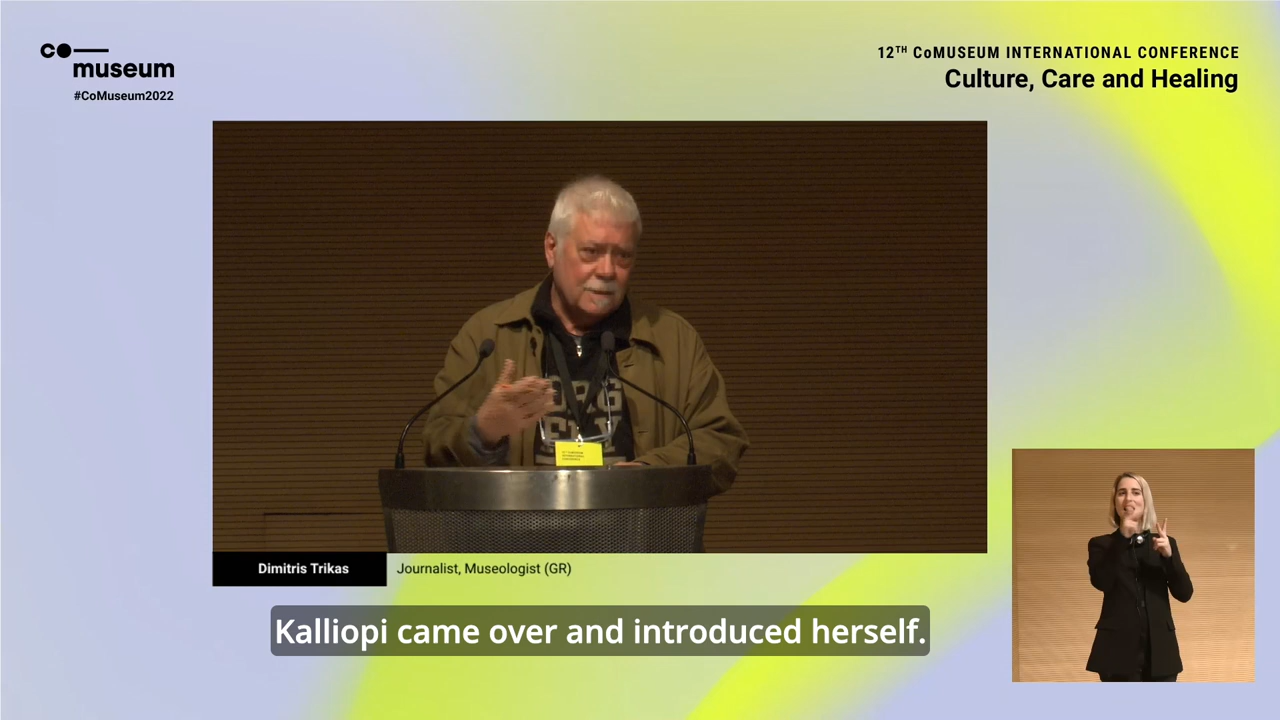 co
museum
#CoMuseum2022
12TH CoMUSEUM INTERNATIONAL CONFERENCE
Culture, Care and Healing
Dimitris Trikas
Journalist, Museologist (GR)
Kalliopi came over and introduced herself.